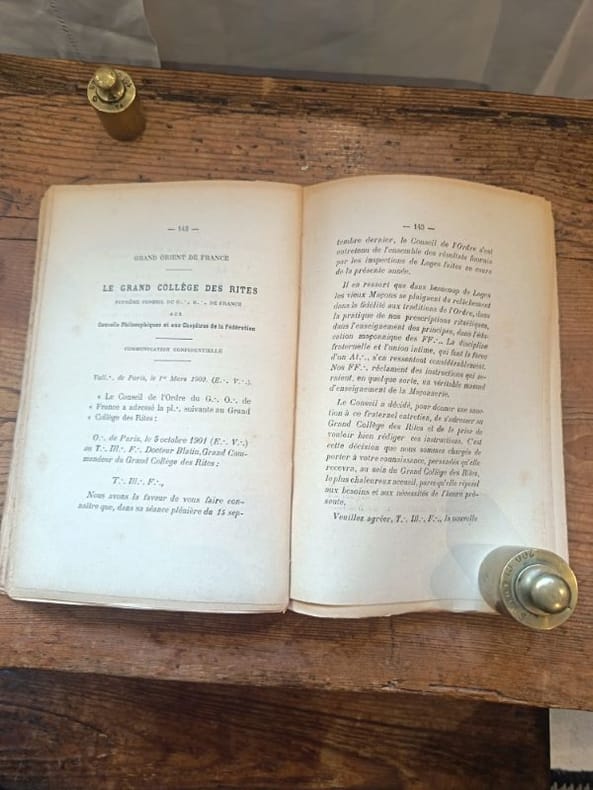 GRAND ORIENT DE FRANCE
LE GRAND COLLÈGE DES RITES
SUPRÊME CONSEIL DU G∴ O∴ DE FRANCE
AUX
Conseils Philosophiques et aux Chapitres de la Fédération
COMMUNICATION CONFIDENTIELLE
Vall∴ de Paris, le 1er Mars 1902. (E∴ V∴).
« Le Conseil de l'Ordre du G∴ O∴ de
« France a adressé la pl∴ suivante au Grand
« Collège des Rites :
O∴ de Paris, le 5 octobre 1901 (E∴ V∴)
au T∴ Ill∴ F∴ Docteur Blatin, Grand Com-
mandeur du Grand Collège des Rites :
T∴ Ill∴ F∴,
Nous avons la faveur de vous faire con-
naître que, dans sa séance plénière du 15 sep-
tembre dernier, le Conseil de l'Ordre s'est
entretenu de l'ensemble des résultats fournis
par les inspections de Loges faites en cours
de la présente année.
Il en ressort que dans beaucoup de Loges
les vieux Maçons se plaignent du relâchement
dans la fidélité aux traditions de l'Ordre, dans
la pratique de nos prescriptions rituéliques,
dans l'enseignement des principes, dans l'édu-
cation maçonnique des FF∴. La discipline
fraternelle et l'union intime, qui font la force
d'un At∴, s'en ressentent considérablement.
Nos FF∴ réclament des instructions qui se-
raient, en quelque sorte, un véritable manuel
d'enseignement de la Maçonnerie.
Le Conseil a décidé, pour donner une sanc-
tion à ce fraternel entretien, de s'adresser au
Grand Collège des Rites et de le prier de
vouloir bien rédiger ces instructions. C'est
cette décision que nous sommes chargés de
porter à votre connaissance, persuadés qu'elle
recevra, au sein du Grand Collège des Rites,
le plus chaleureux accueil, parce qu'elle répond
aux besoins et aux nécessités de l'heure pré-
sente.
Veuillez agréer, T∴ Ill∴ F∴, la nouvelle
200